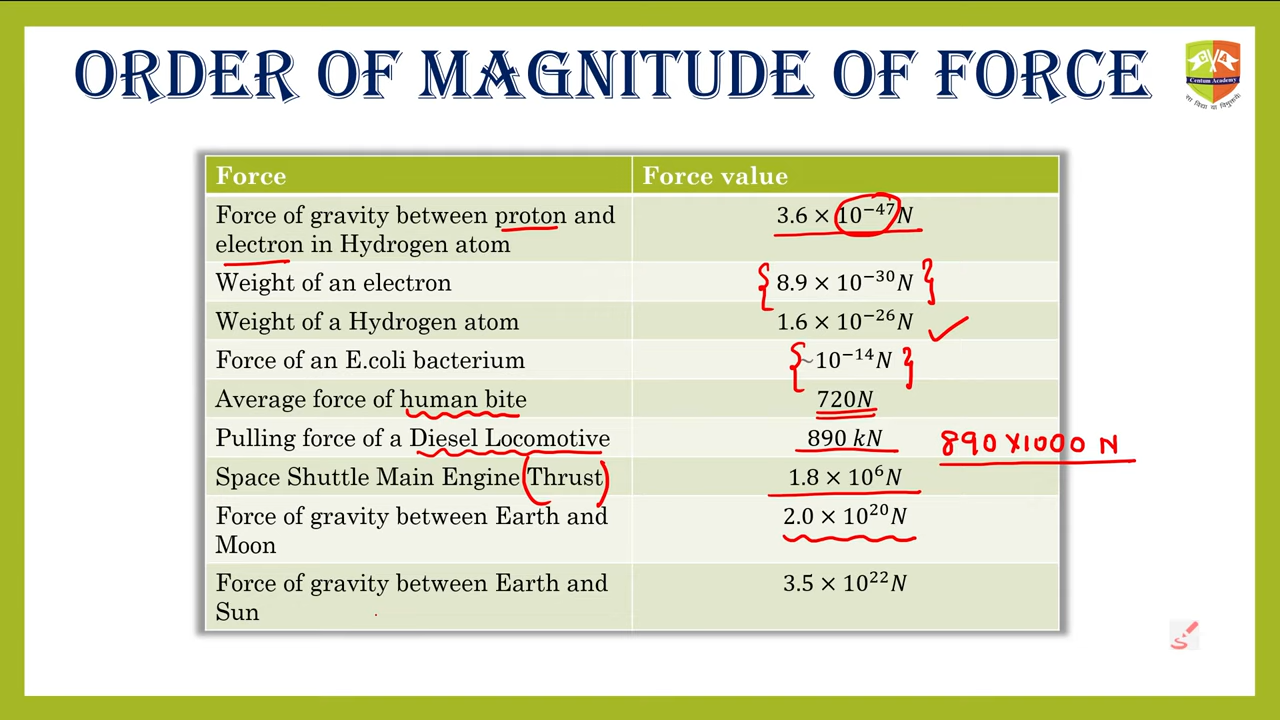 ORDER OF MAGNITUDE OF FORCE
Centum Academy
सा विद्या या विमुक्तये
Force Force value
Force of gravity between proton and
electron in Hydrogen atom
3.6 × 10⁻⁴⁷N
Weight of an electron 8.9 × 10⁻³⁰N
Weight of a Hydrogen atom 1.6 × 10⁻²⁶N
Force of an E.coli bacterium ~10⁻¹⁴N
Average force of human bite 720N
Pulling force of a Diesel Locomotive 890 kN 890 X1000 N
Space Shuttle Main Engine (Thrust) 1.8 × 10⁶N
Force of gravity between Earth and
Moon
2.0 × 10²⁰N
Force of gravity between Earth and
Sun
3.5 × 10²²N